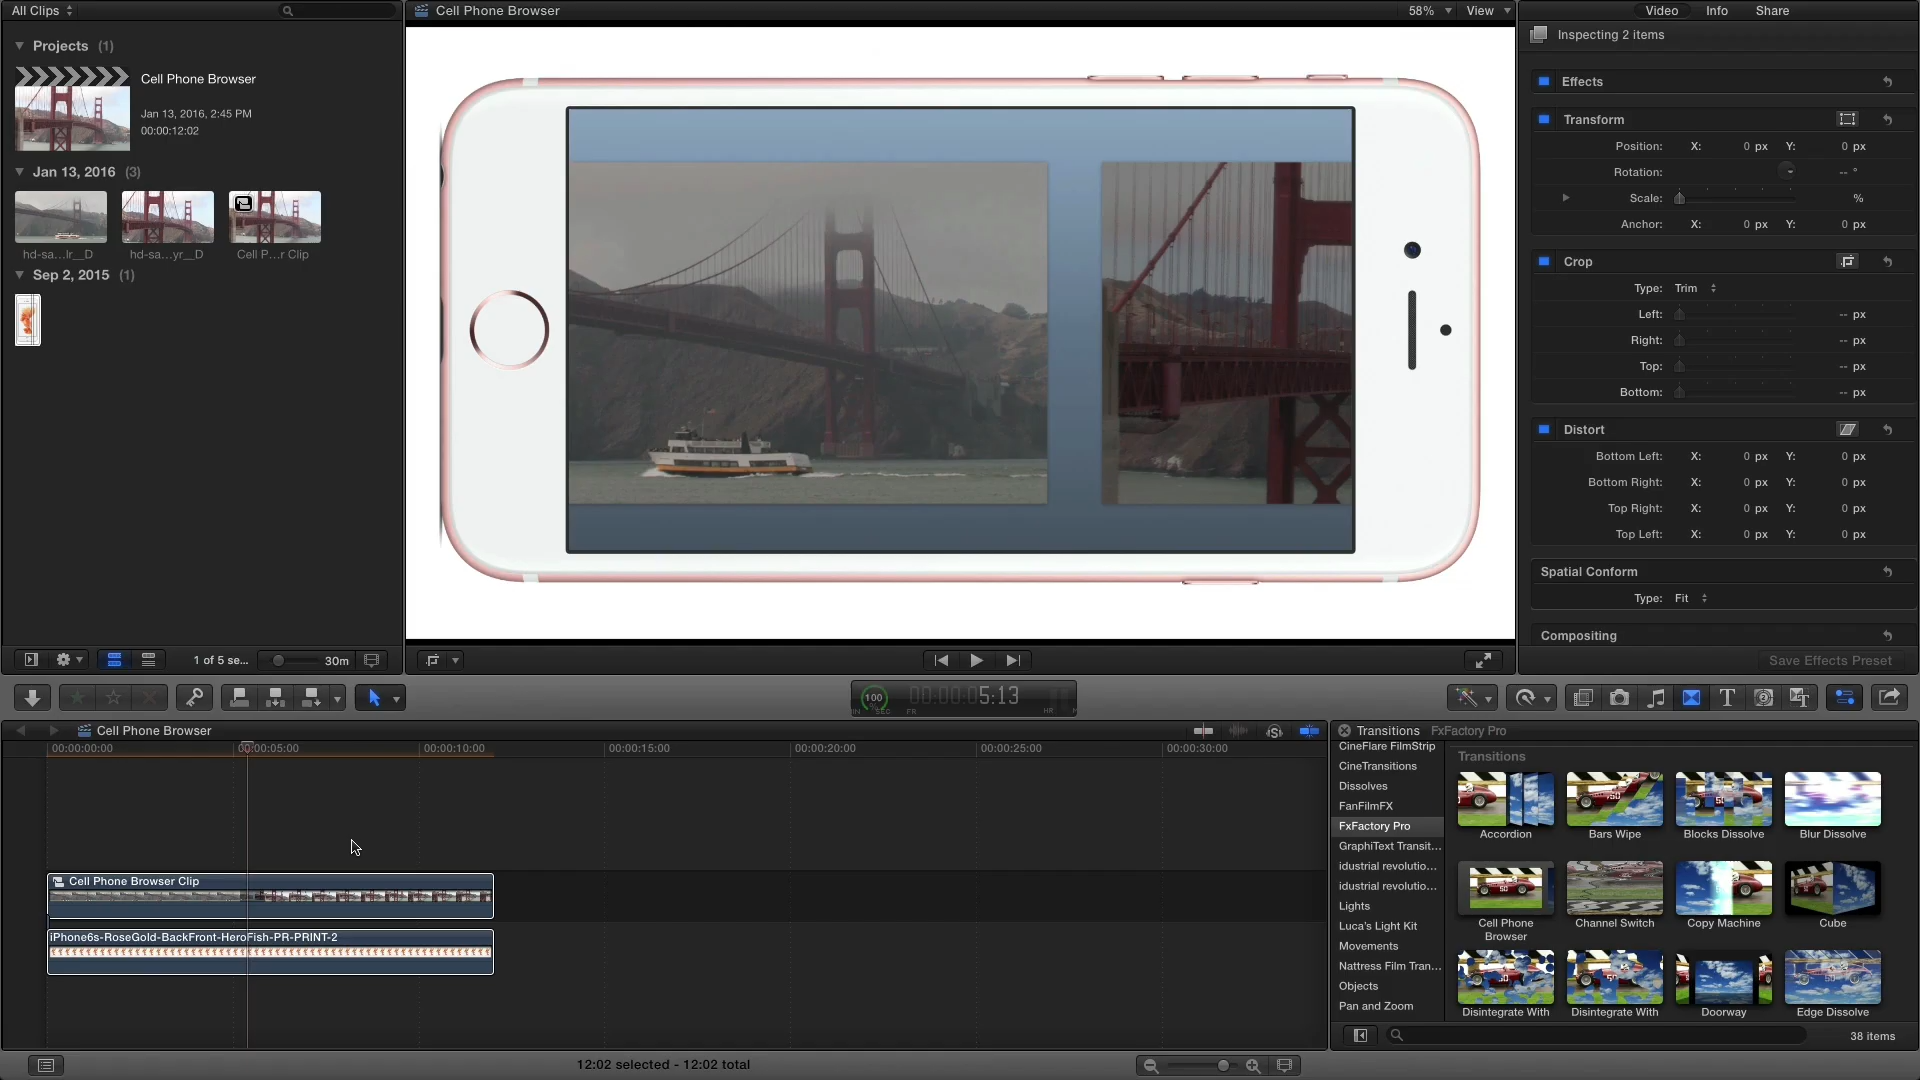 All Clips
Cell Phone Browser
58%
View
Video
Info
Share
Inspecting 2 items
Projects (1)
Cell Phone Browser
Jan 13, 2016, 2:45 PM
00:00:12:02
Jan 13, 2016 (3)
hd-sa...lr__D
hd-sa...yr__D
Cell P...r Clip
Sep 2, 2015 (1)
Effects
Transform
Position: X: 0 px Y: 0 px
Rotation: -- °
Scale: %
Anchor: X: 0 px Y: 0 px
Crop
Type: Trim
Left: -- px
Right: -- px
Top: -- px
Bottom: -- px
Distort
Bottom Left: X: 0 px Y: 0 px
Bottom Right: X: 0 px Y: 0 px
Top Right: X: 0 px Y: 0 px
Top Left: X: 0 px Y: 0 px
Spatial Conform
Type: Fit
Compositing
Save Effects Preset
1 of 5 se...
30m
100
00:00:05:13
HR
SEC
FR
Cell Phone Browser
00:00:00:00
00:00:05:00
00:00:10:00
00:00:15:00
00:00:20:00
00:00:25:00
00:00:30:00
Cell Phone Browser Clip
iPhone6s-RoseGold-BackFront-HeroFish-PR-PRINT-2
Transitions FxFactory Pro
CineFlare FilmStrip
CineTransitions
Dissolves
FanFilmFX
FxFactory Pro
GraphiText Transit...
idustrial revolutio...
idustrial revolutio...
Lights
Luca's Light Kit
Movements
Nattress Film Tran...
Objects
Pan and Zoom
Transitions
Accordion
Bars Wipe
Blocks Dissolve
Blur Dissolve
Cell Phone
Browser
Channel Switch
Copy Machine
Cube
Disintegrate With
Disintegrate With
Doorway
Edge Dissolve
38 items
12:02 selected - 12:02 total